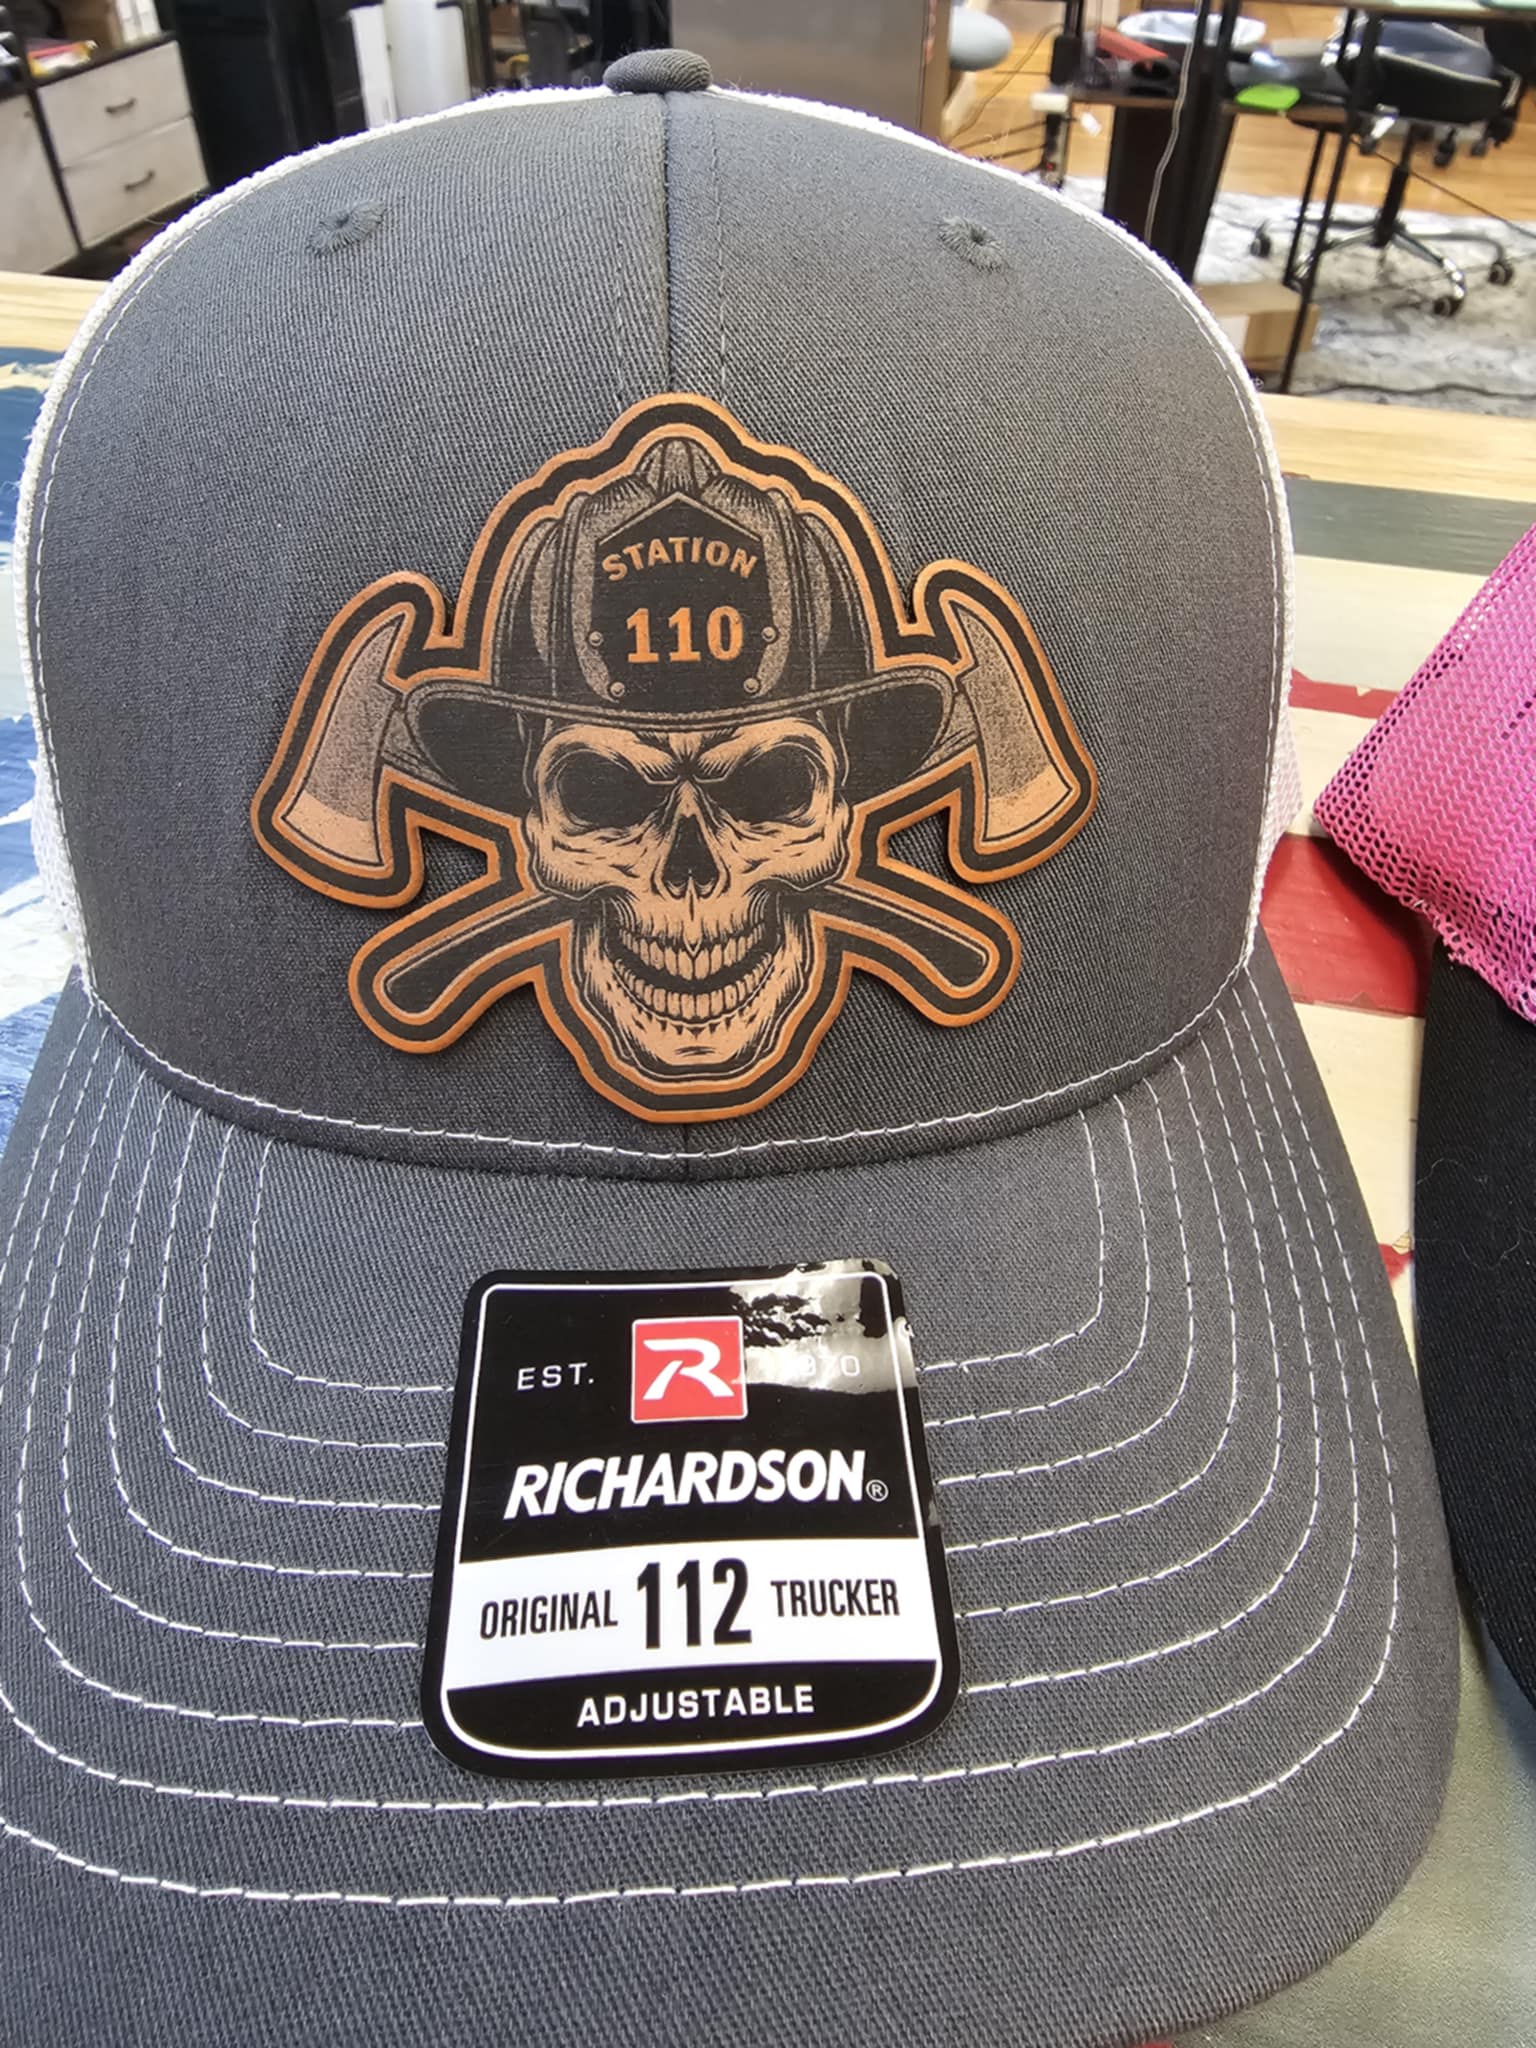 STATION
110
EST.
R
RICHARDSON®
ORIGINAL 112 TRUCKER
ADJUSTABLE